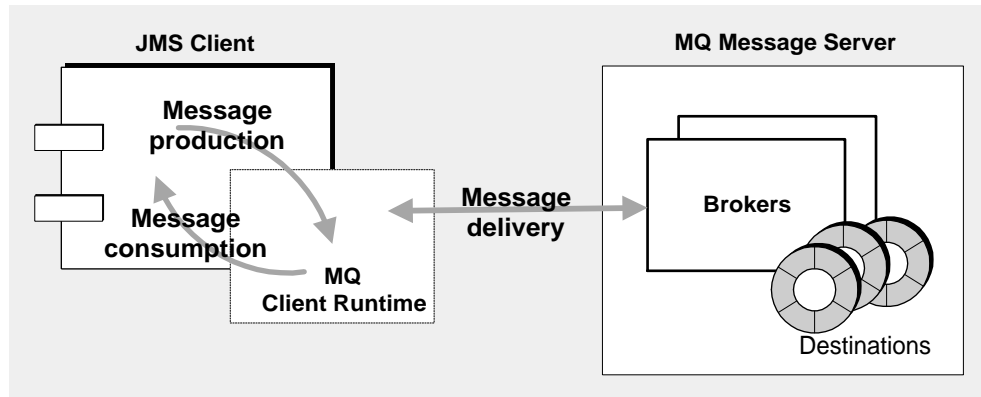 JMS Client
MQ Message Server
Message
production
Message
consumption
MQ
Client Runtime
Message
delivery
Brokers
Destinations